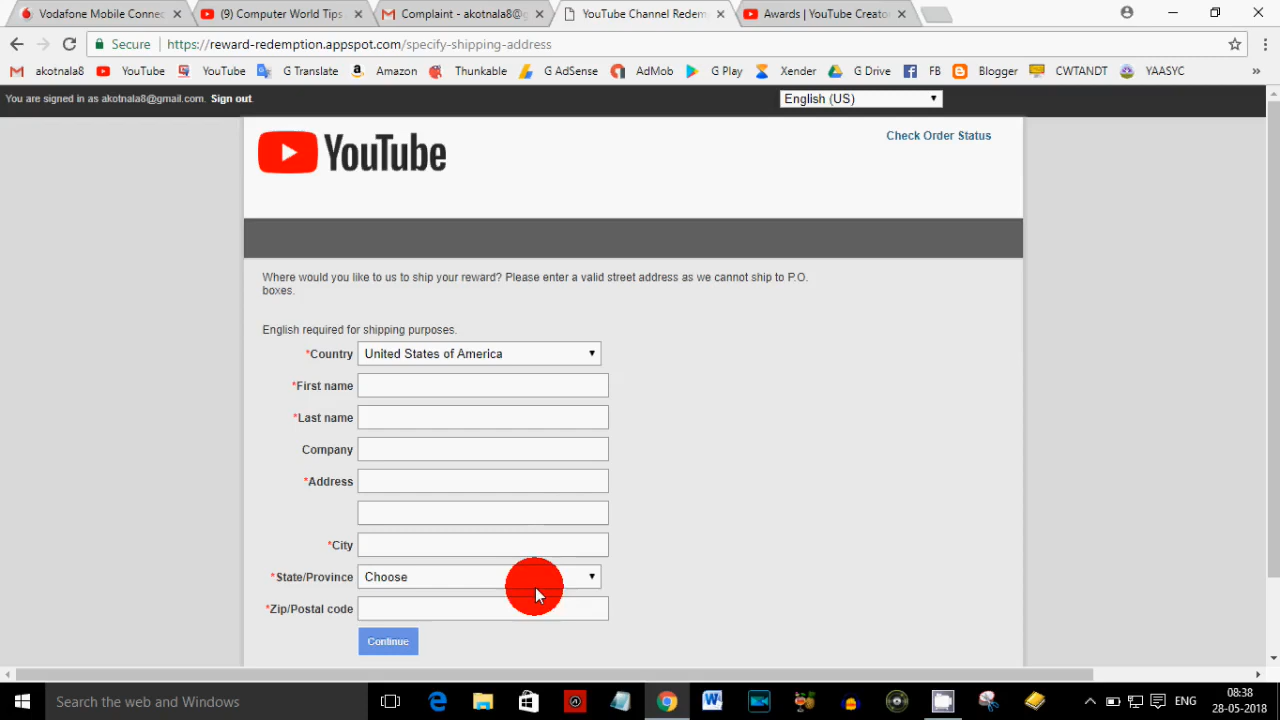 Vodafone Mobile Connec
(9) Computer World Tips
Complaint - akotnala8@g
YouTube Channel Redem
Awards | YouTube Creator
Secure
https://reward-redemption.appspot.com/specify-shipping-address
akotnala8
YouTube
YouTube
G Translate
Amazon
Thunkable
G AdSense
AdMob
G Play
Xender
G Drive
FB
Blogger
CWTANDT
YAASYC
»
You are signed in as akotnala8@gmail.com. Sign out.
English (US)
YouTube
Check Order Status
Where would you like to us to ship your reward? Please enter a valid street address as we cannot ship to P.O.
boxes.
English required for shipping purposes.
*Country United States of America
*First name
*Last name
Company
*Address
*City
*State/Province Choose
*Zip/Postal code
Continue
Search the web and Windows
ENG
08:38
28-05-2018